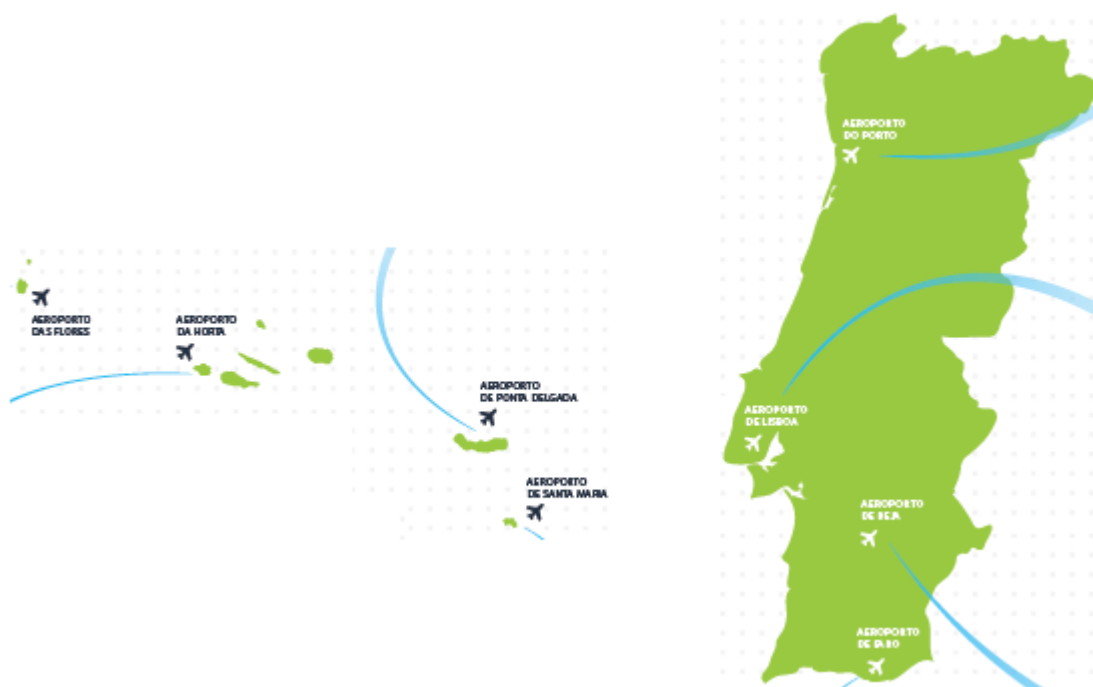 AEROPORTO
DO PORTO
AEROPORTO
DAS FLORES
AEROPORTO
DA HORTA
AEROPORTO
DE PONTA DELGADA
AEROPORTO
DE LISBOA
AEROPORTO
DE SANTA MARIA
AEROPORTO
DE BEJA
AEROPORTO
DE FARO